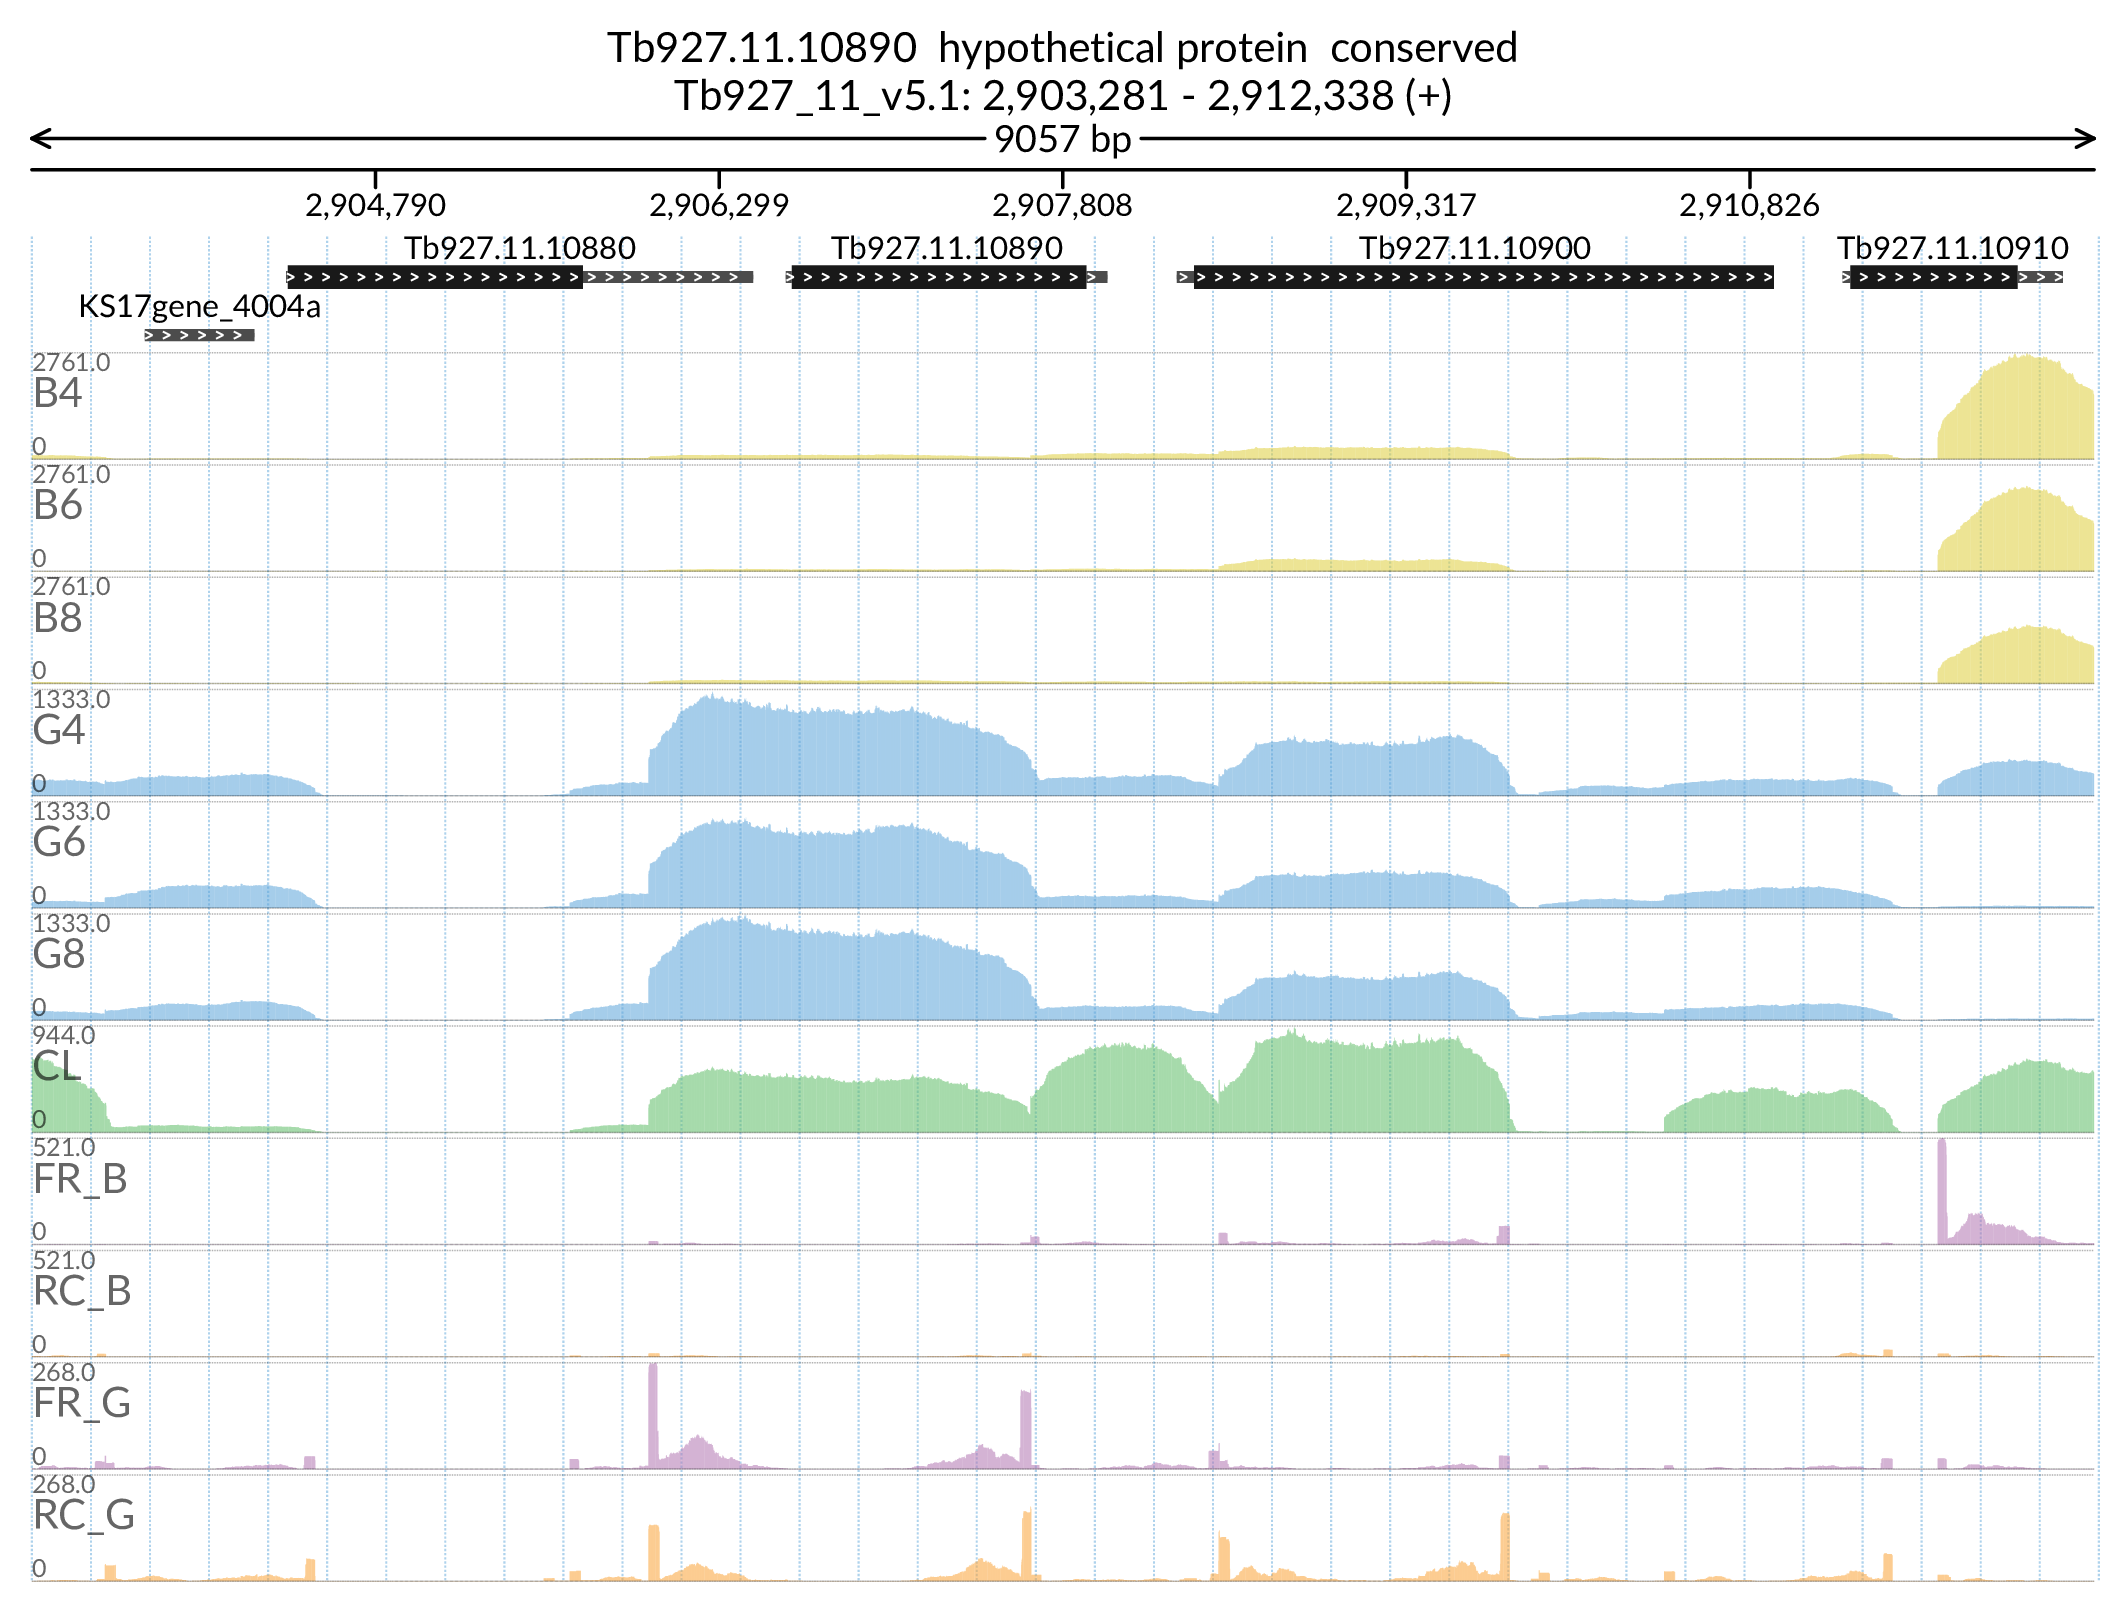 Tb927.11.10890  hypothetical protein  conserved
Tb927_11_v5.1: 2,903,281 - 2,912,338 (+)
9057 bp
2,904,790 2,906,299 2,907,808 2,909,317 2,910,826
Tb927.11.10880 Tb927.11.10890 Tb927.11.10900 Tb927.11.10910
KS17gene_4004a
2761.0
B4
0
2761.0
B6
0
2761.0
B8
0
1333.0
G4
0
1333.0
G6
0
1333.0
G8
0
944.0
CL
0
521.0
FR_B
0
521.0
RC_B
0
268.0
FR_G
0
268.0
RC_G
0